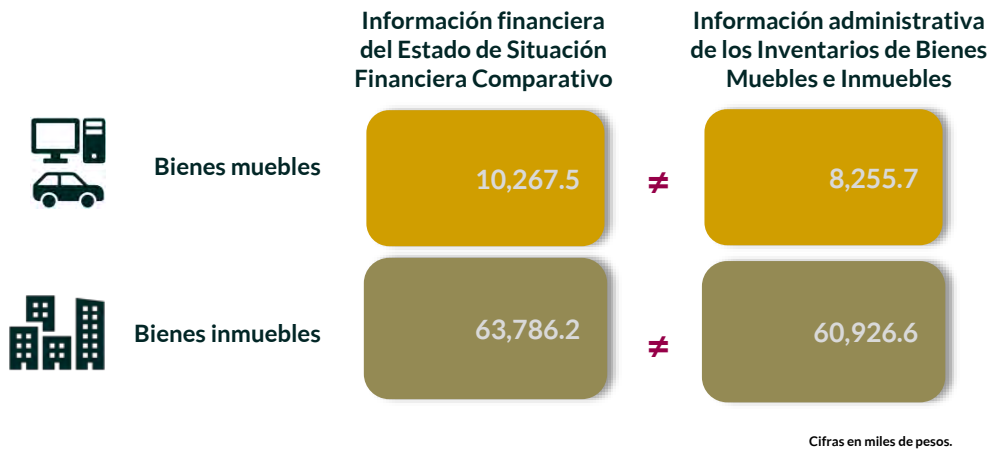 Información financiera
del Estado de Situación
Financiera Comparativo
Información administrativa
de los Inventarios de Bienes
Muebles e Inmuebles
Bienes muebles
10,267.5
≠
8,255.7
Bienes inmuebles
63,786.2
≠
60,926.6
Cifras en miles de pesos.